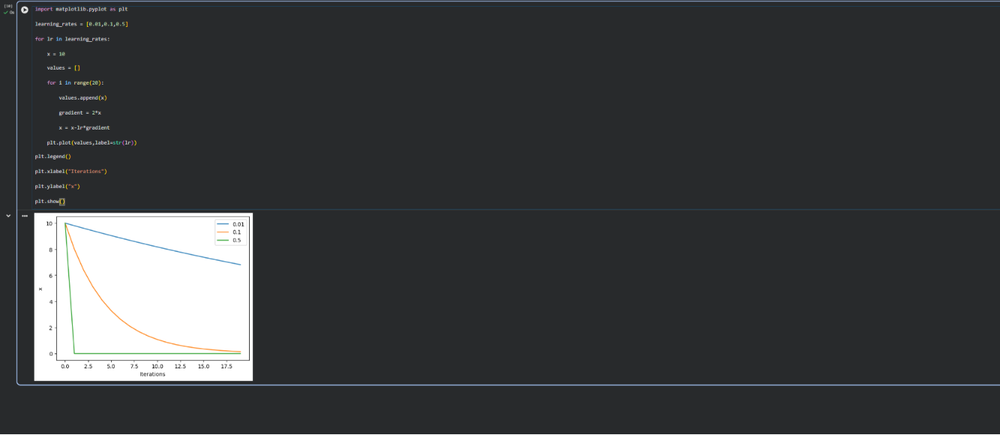 [10]
0s
import matplotlib.pyplot as plt
learning_rates = [0.01,0.1,0.5]
for lr in learning_rates:
    x = 10
    values = []
    for i in range(20):
        values.append(x)
        gradient = 2*x
        x = x-lr*gradient
    plt.plot(values,label=str(lr))
plt.legend()
plt.xlabel("Iterations")
plt.ylabel("x")
plt.show()
0.01
0.1
0.5
10
8
6
4
2
0
x
0.0 2.5 5.0 7.5 10.0 12.5 15.0 17.5
Iterations